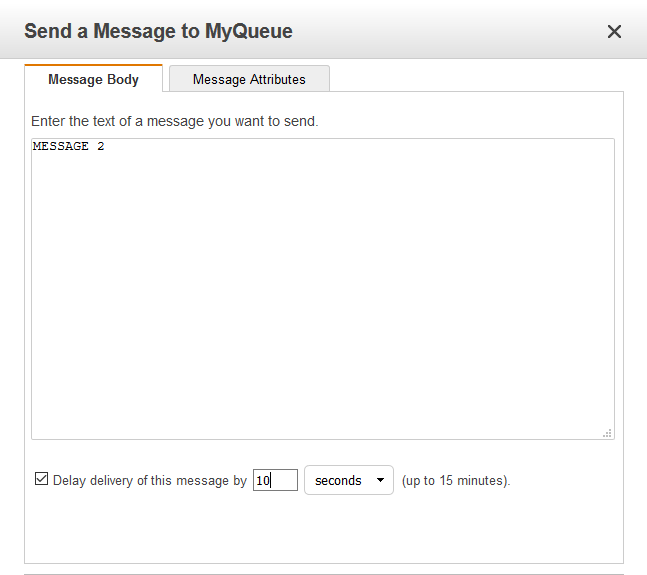 Send a Message to MyQueue
Message Body Message Attributes
Enter the text of a message you want to send.
MESSAGE 2
Delay delivery of this message by 10 seconds (up to 15 minutes).